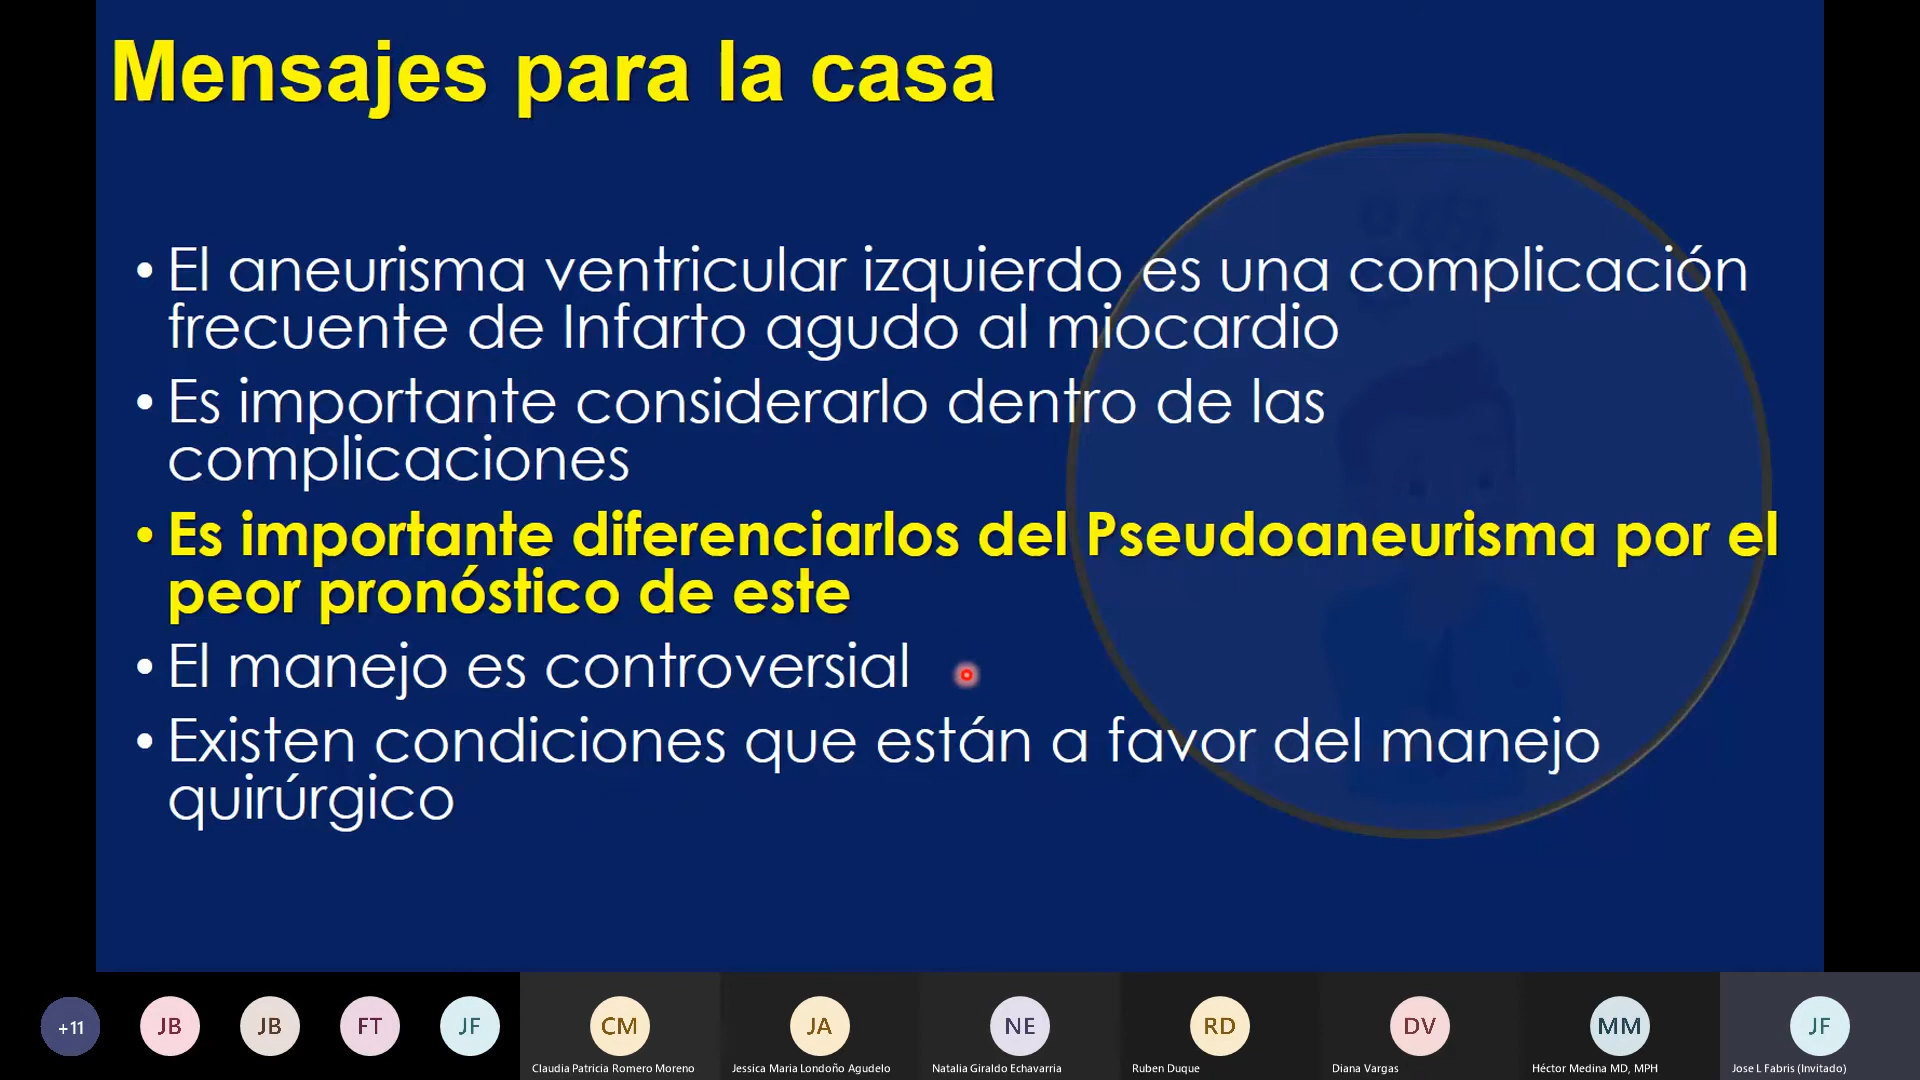 Mensajes para la casa
• El aneurisma ventricular izquierdo es una complicación
frecuente de Infarto agudo al miocardio
• Es importante considerarlo dentro de las
complicaciones
• Es importante diferenciarlos del Pseudoaneurisma por el
peor pronóstico de este
• El manejo es controversial
• Existen condiciones que están a favor del manejo
quirúrgico
+11 JB JB FT JF CM JA NE RD DV MM JF
Claudia Patricia Romero Moreno Jessica Maria Londoño Agudelo Natalia Giraldo Echavarria Ruben Duque Diana Vargas Héctor Medina MD, MPH Jose L Fabris (Invitado)